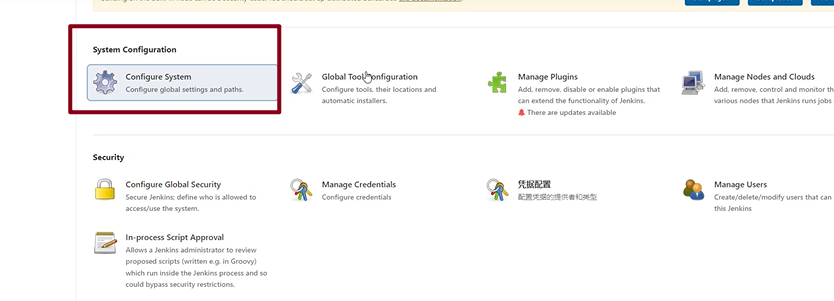 System Configuration
Configure System
Configure global settings and paths.
Global Tool Configuration
Configure tools, their locations and
automatic installers.
Manage Plugins
Add, remove, disable or enable plugins that
can extend the functionality of Jenkins.
There are updates available
Manage Nodes and Clouds
Add, remove, control and monitor th
various nodes that Jenkins runs jobs
Security
Configure Global Security
Secure Jenkins; define who is allowed to
access/use the system.
Manage Credentials
Configure credentials
凭据配置
配置凭据的提供者和类型
Manage Users
Create/delete/modify users that can
this Jenkins
In-process Script Approval
Allows a Jenkins administrator to review
proposed scripts (written e.g. in Groovy)
which run inside the Jenkins process and so
could bypass security restrictions.